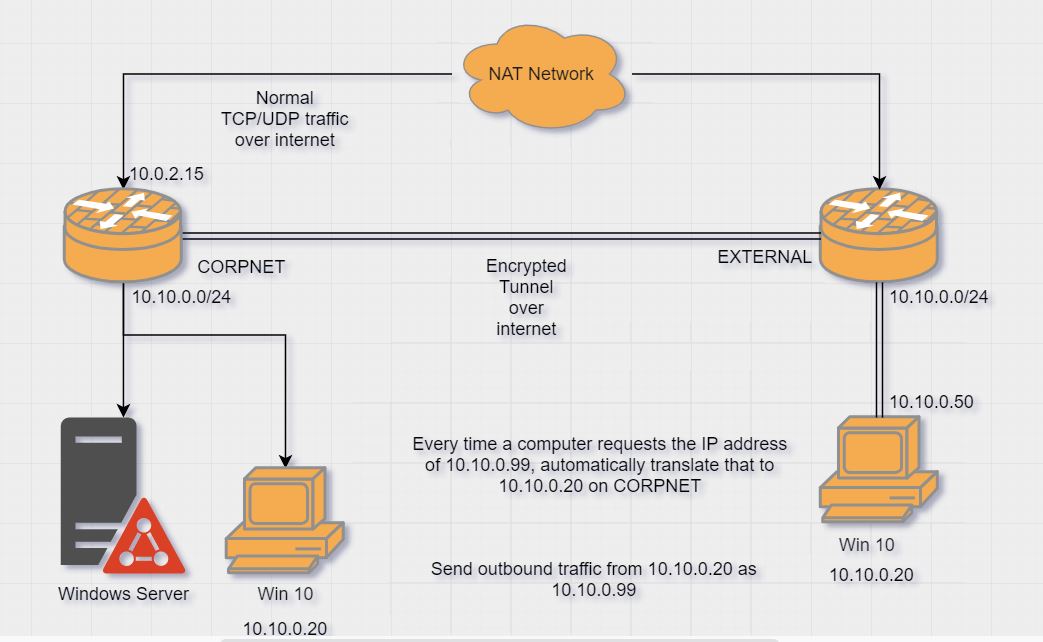 NAT Network
Normal
TCP/UDP traffic
over internet
10.0.2.15
CORPNET
10.10.0.0/24
Encrypted
Tunnel
over
internet
EXTERNAL
10.10.0.0/24
10.10.0.50
Every time a computer requests the IP address
of 10.10.0.99, automatically translate that to
10.10.0.20 on CORPNET
Win 10
10.10.0.20
Send outbound traffic from 10.10.0.20 as
10.10.0.99
Windows Server
Win 10
10.10.0.20